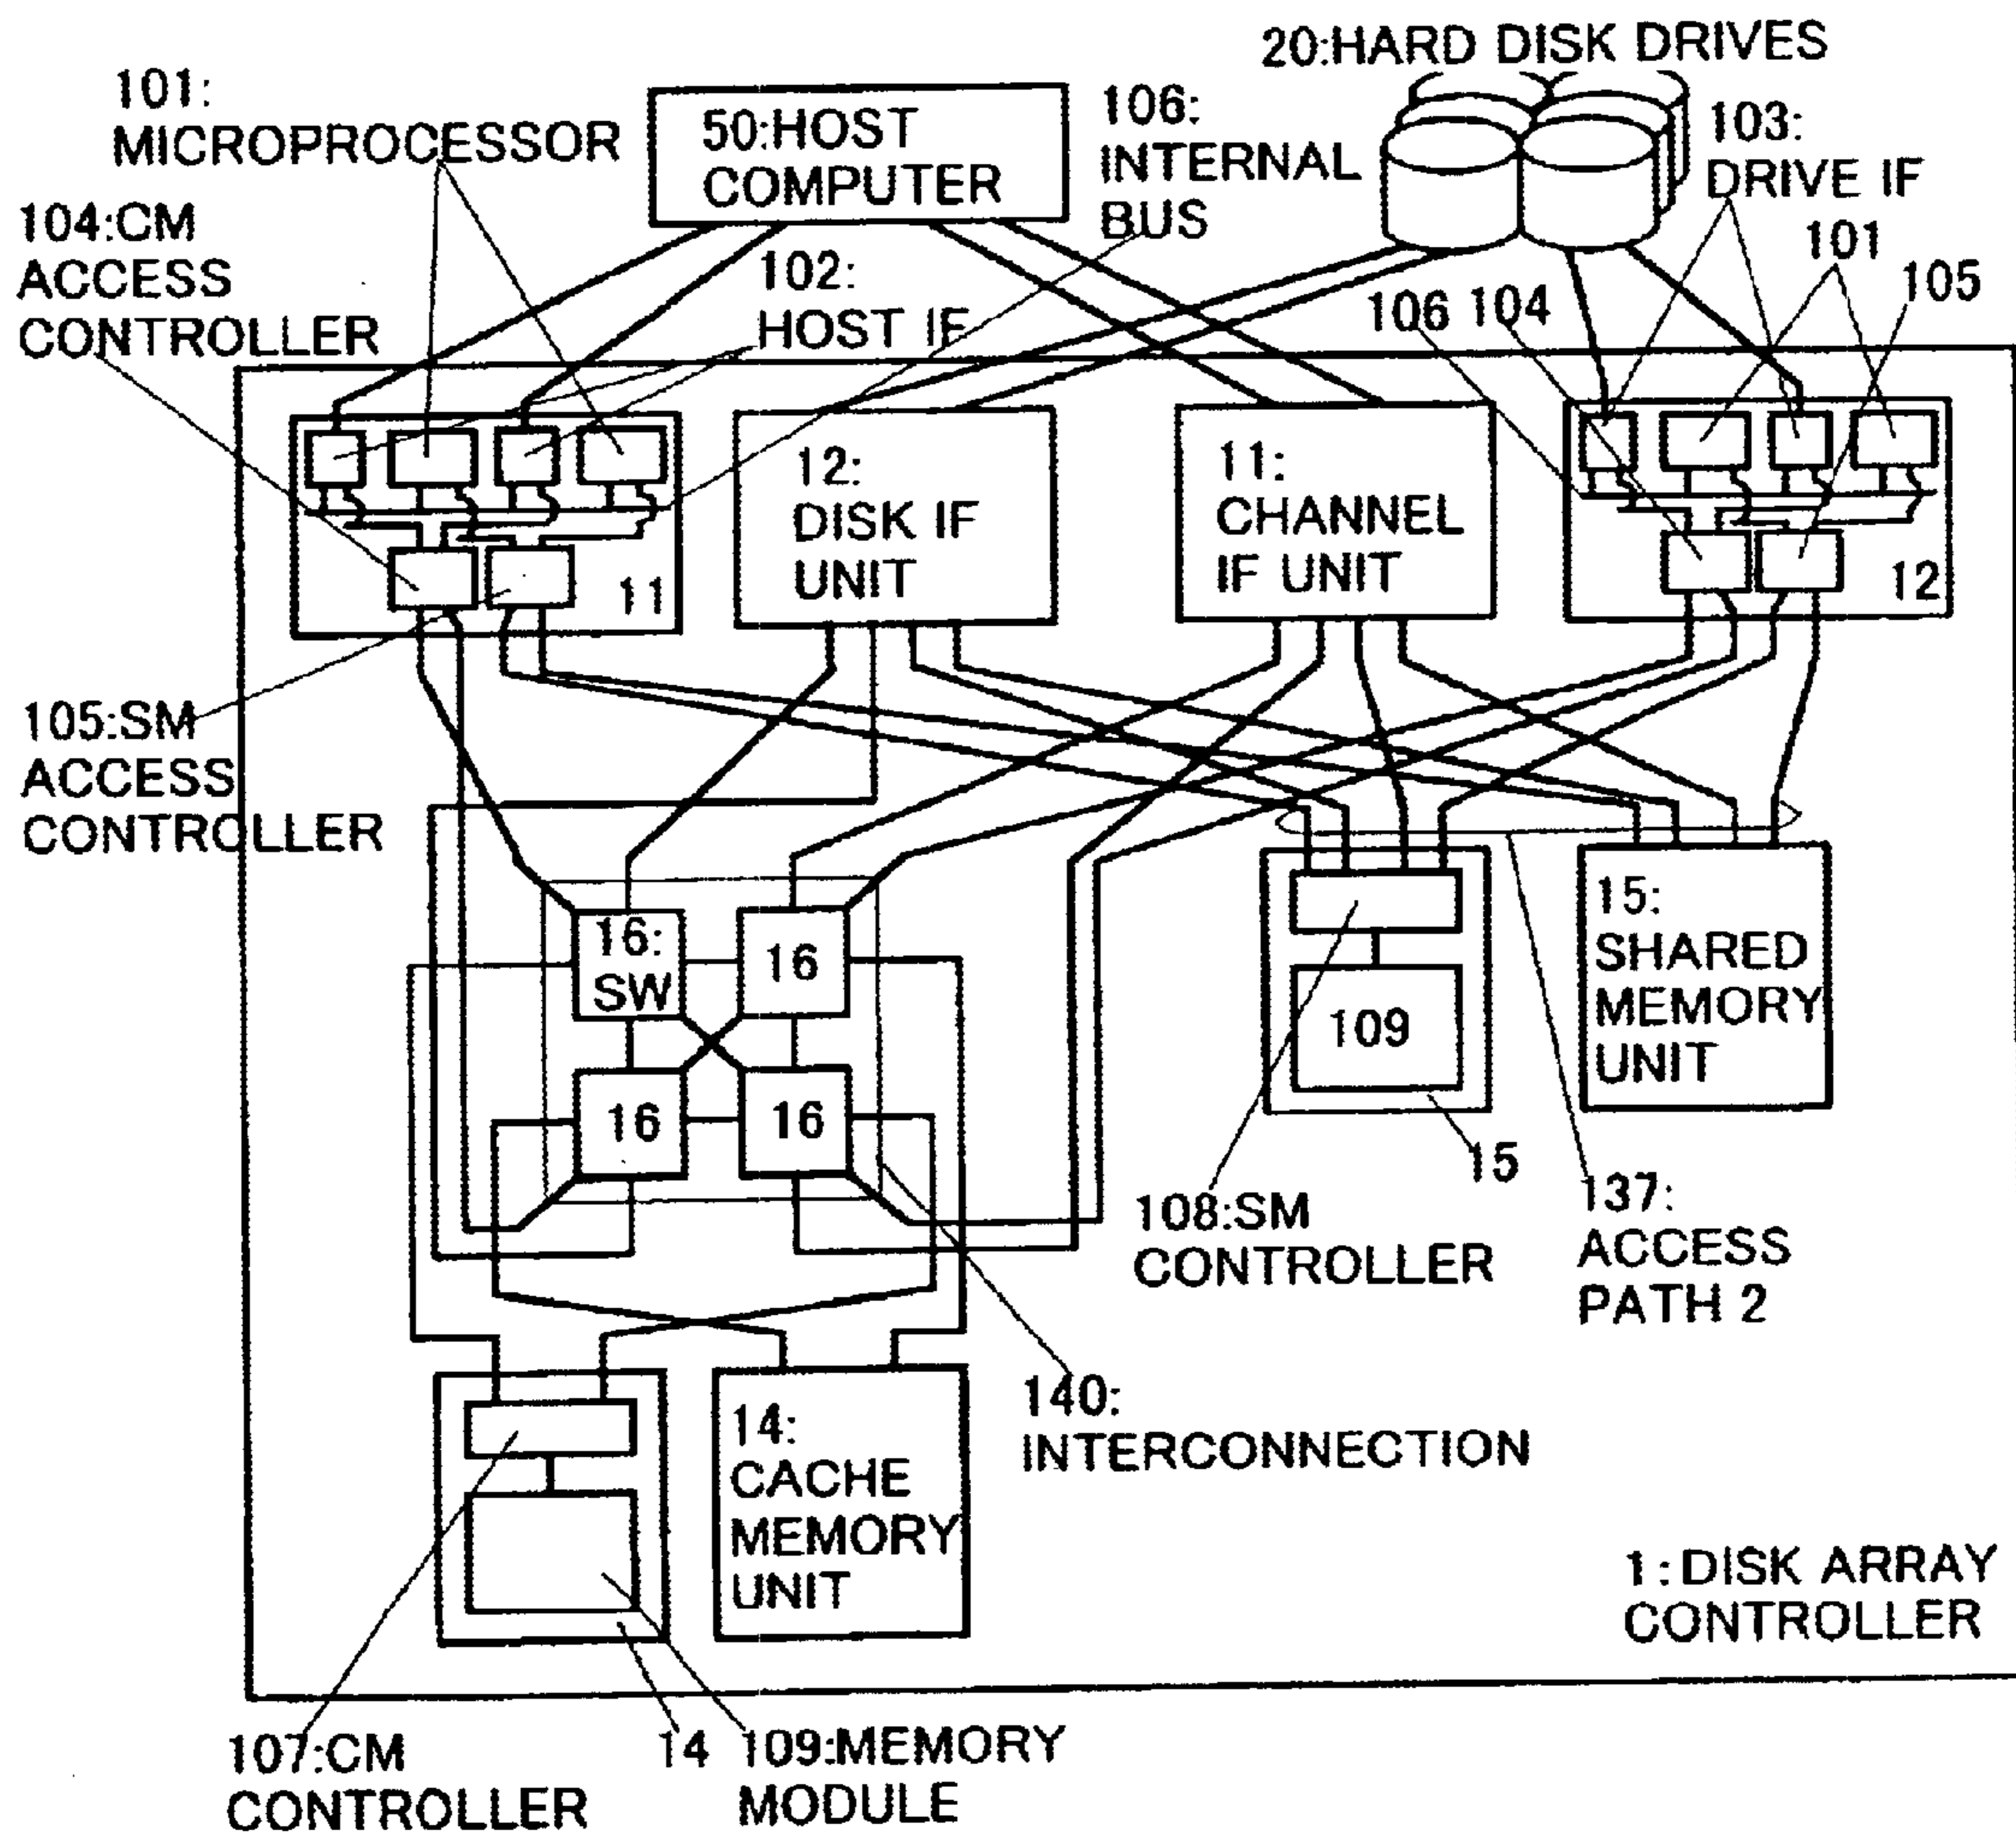 20:HARD DISK DRIVES
101:
MICROPROCESSOR
50:HOST
COMPUTER
106:
INTERNAL
BUS
103:
DRIVE IF
104:CM
ACCESS
CONTROLLER
102:
HOST IF
106
104
101
105
12:
DISK IF
UNIT
11:
CHANNEL
IF UNIT
11
12
105:SM
ACCESS
CONTROLLER
16:
SW
16
16
16
109
15:
SHARED
MEMORY
UNIT
15
108:SM
CONTROLLER
137:
ACCESS
PATH 2
140:
INTERCONNECTION
14:
CACHE
MEMORY
UNIT
1:DISK ARRAY
CONTROLLER
107:CM
CONTROLLER
14
109:MEMORY
MODULE